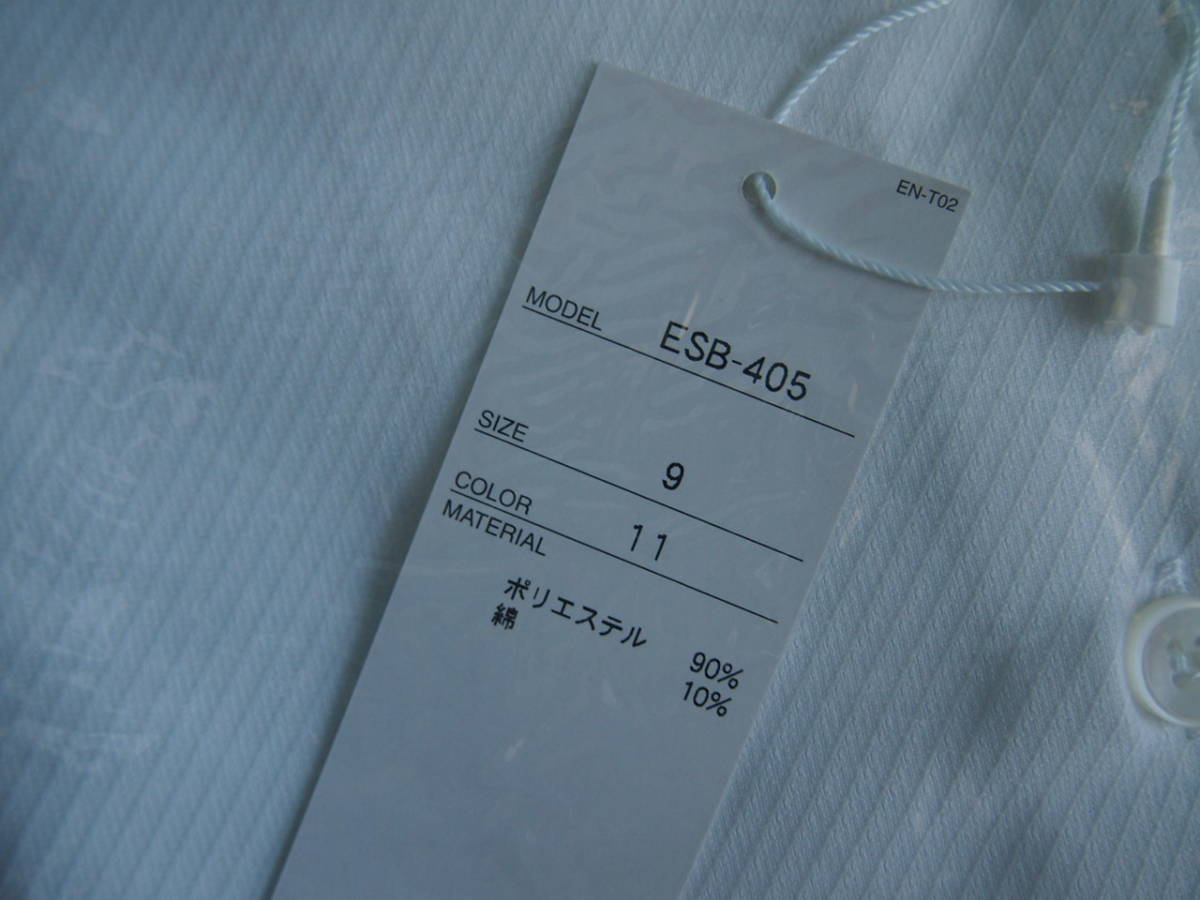 EN-T02
MODEL ESB-405
SIZE 9
COLOR 11
MATERIAL
ポリエステル 90%
綿 10%